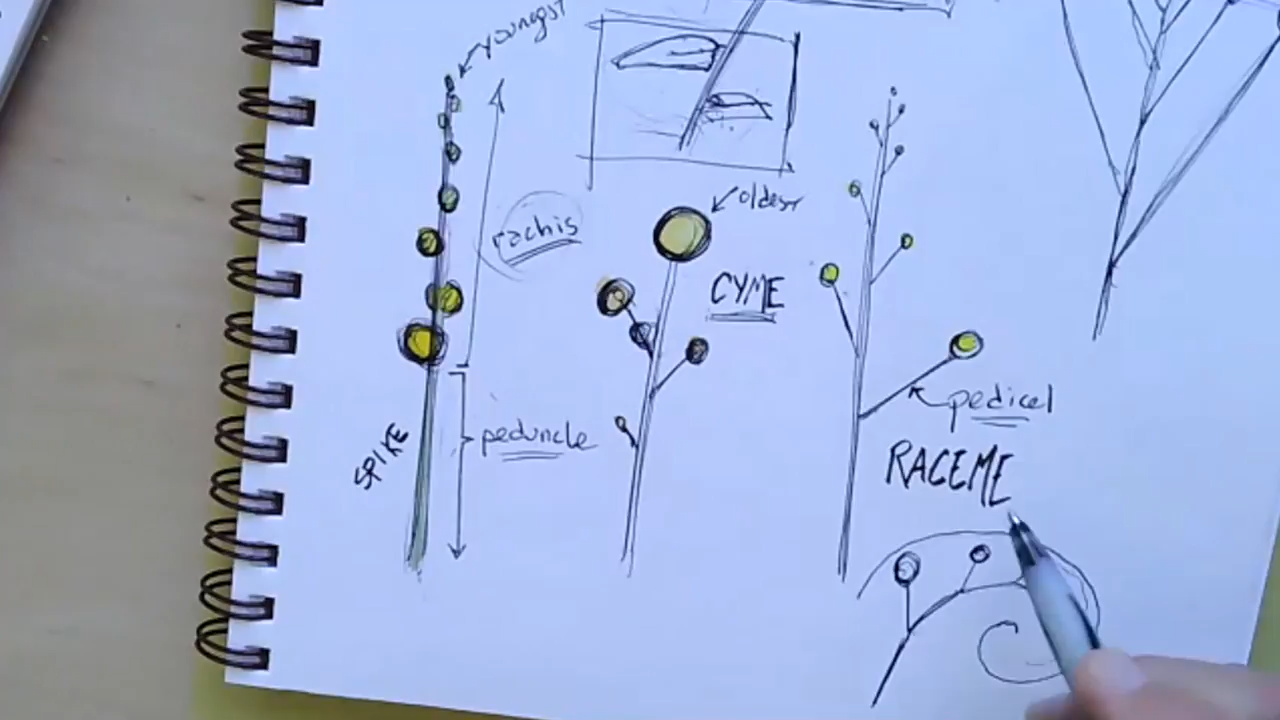 youngest
oldest
rachis
CYME
pedicel
SPIKE
peduncle
RACEME